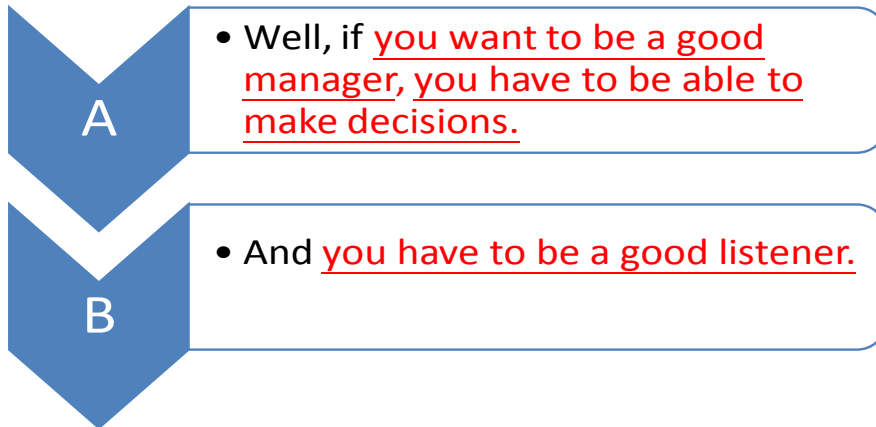 A
• Well, if you want to be a good
manager, you have to be able to
make decisions.
B
• And you have to be a good listener.